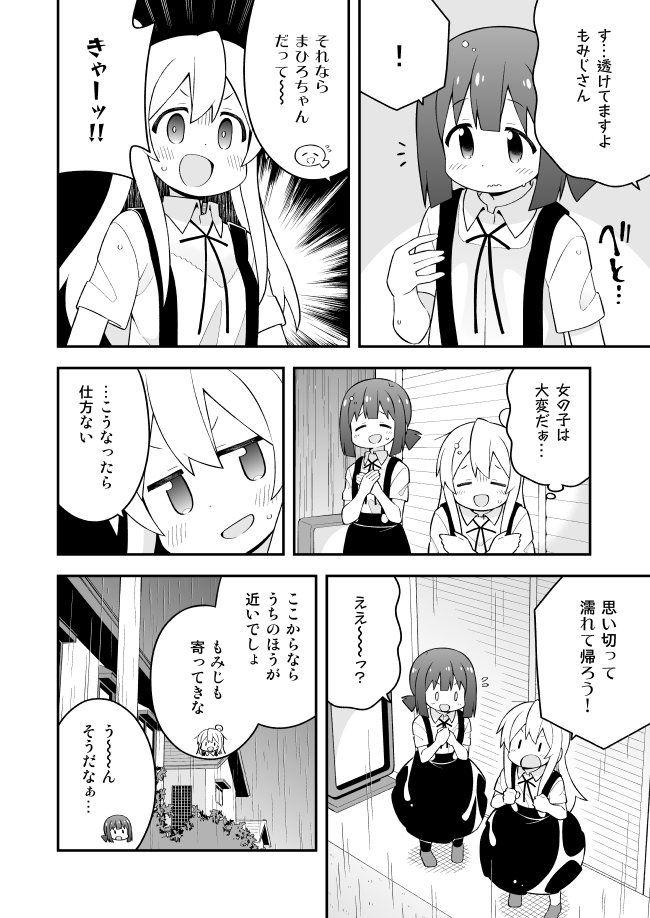 す…透けてますよ
もみじさん
！
べと…
それなら
まひろちゃん
だって〜〜
キャーッ!!
女の子は
大変だぁ…
…こうなったら
仕方ない
思い切って
濡れて帰ろう！
ええ〜〜っ？
ここからなら
うちのほうが
近いでしょ
もみじも
寄ってきな
う〜〜ん
そうだなぁ…